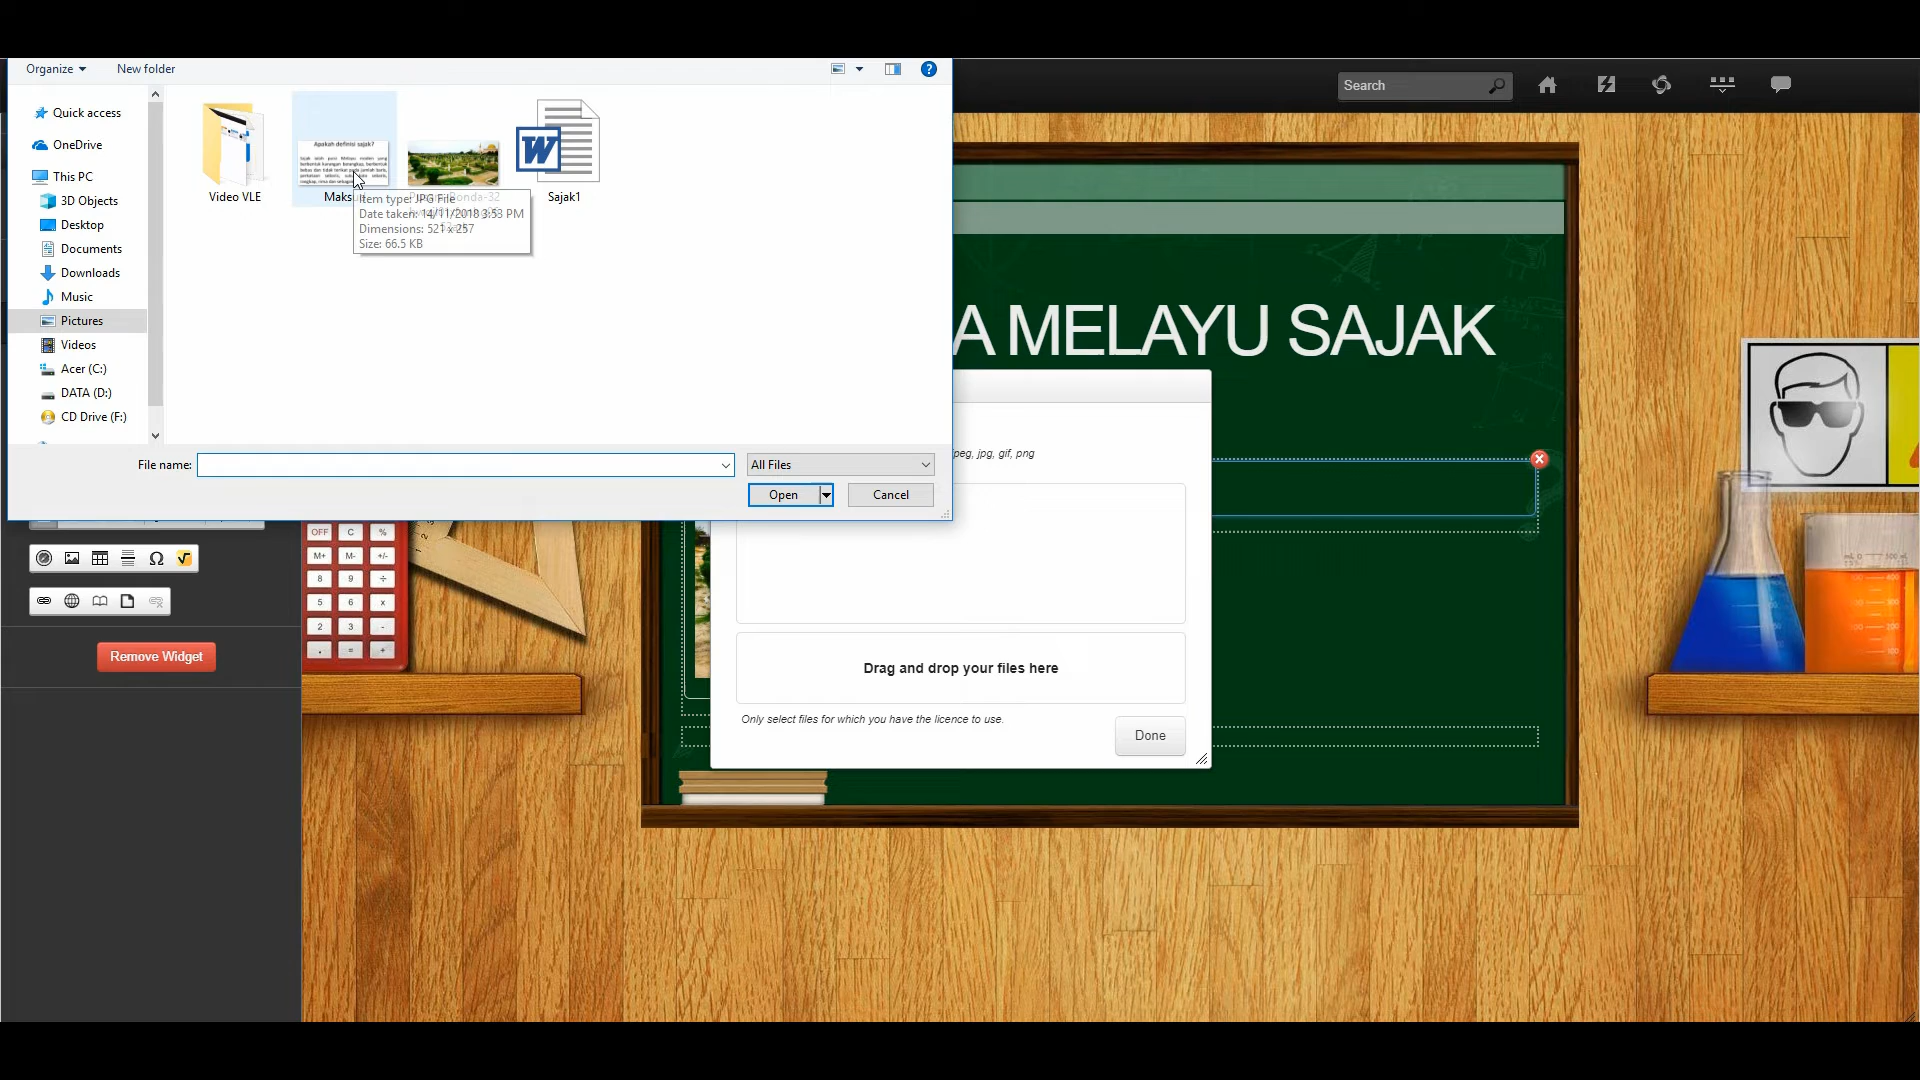 Organize
New folder
Search
Quick access
OneDrive
This PC
3D Objects
Desktop
Documents
Downloads
Music
Pictures
Videos
Acer (C:)
DATA (D:)
CD Drive (F:)
Video VLE
Apakah definisi sajak?
Sajak1
Item type: JPG File
Date taken: 14/11/2018 3:53 PM
Dimensions: 521 x 257
Size: 66.5 KB
A MELAYU SAJAK
File name:
All Files
Open
Cancel
peg, jpg, gif, png
OFF C %
M+ M- +/-
8 9 ÷
5 6 x
2 3 -
. = +
Remove Widget
Drag and drop your files here
Only select files for which you have the licence to use.
Done